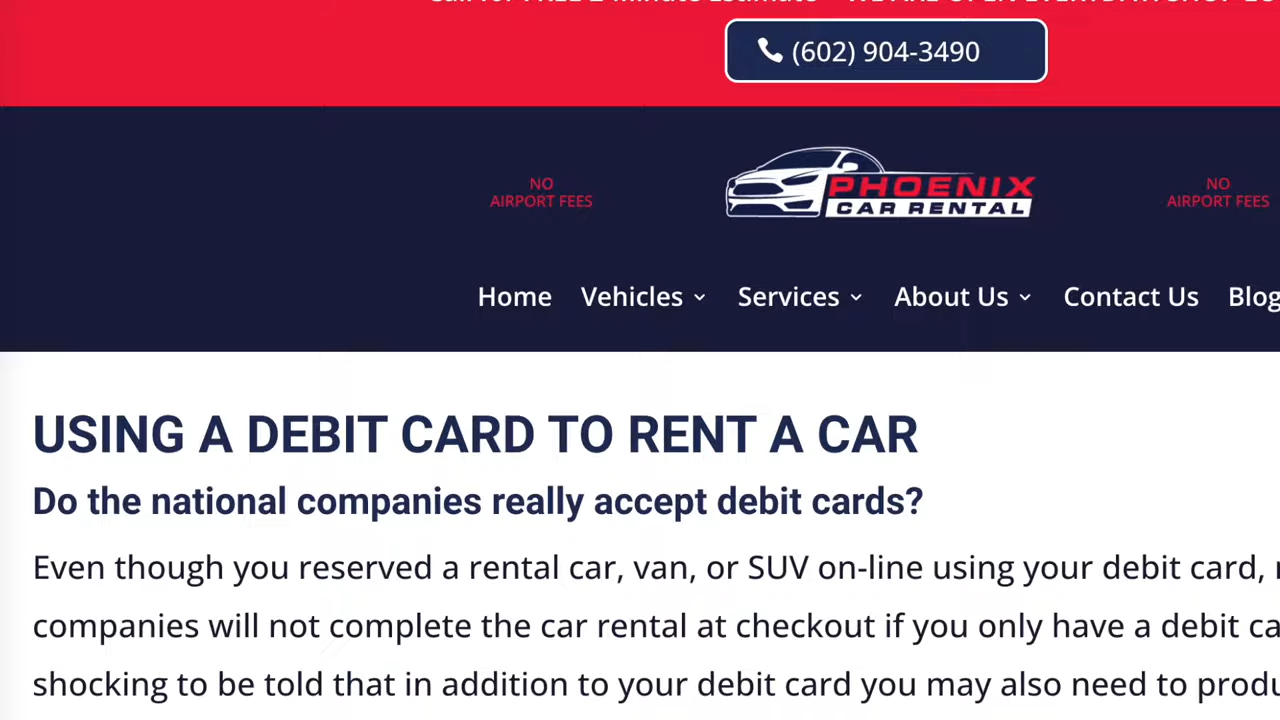 (602) 904-3490
NO
AIRPORT FEES
PHOENIX
CAR RENTAL
NO
AIRPORT FEES
Home Vehicles Services About Us Contact Us Blog
USING A DEBIT CARD TO RENT A CAR
Do the national companies really accept debit cards?
Even though you reserved a rental car, van, or SUV on-line using your debit card,
companies will not complete the car rental at checkout if you only have a debit
shocking to be told that in addition to your debit card you may also need to